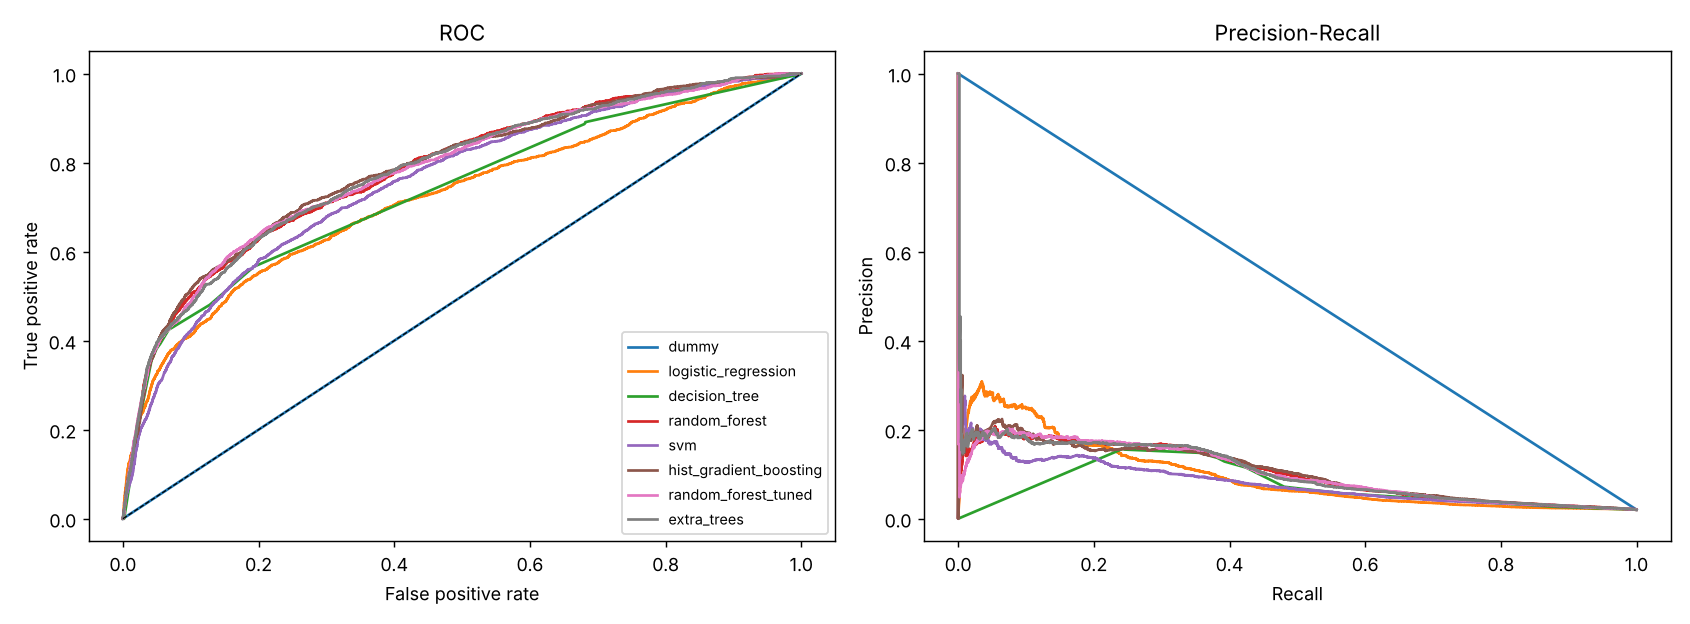 ROC
True positive rate
1.0
0.8
0.6
0.4
0.2
0.0
0.0 0.2 0.4 0.6 0.8 1.0
False positive rate
dummy
logistic_regression
decision_tree
random_forest
svm
hist_gradient_boosting
random_forest_tuned
extra_trees
Precision-Recall
Precision
1.0
0.8
0.6
0.4
0.2
0.0
0.0 0.2 0.4 0.6 0.8 1.0
Recall